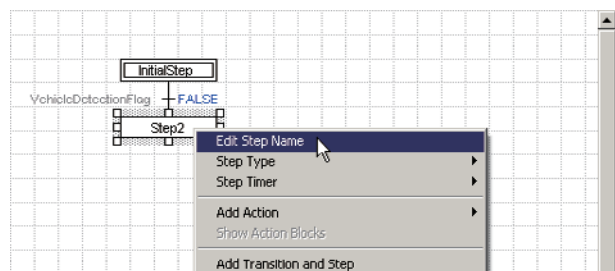 InitialStep
VehicleDetectionFlag FALSE
Step2
Edit Step Name
Step Type
Step Timer
Add Action
Show Action Blocks
Add Transition and Step